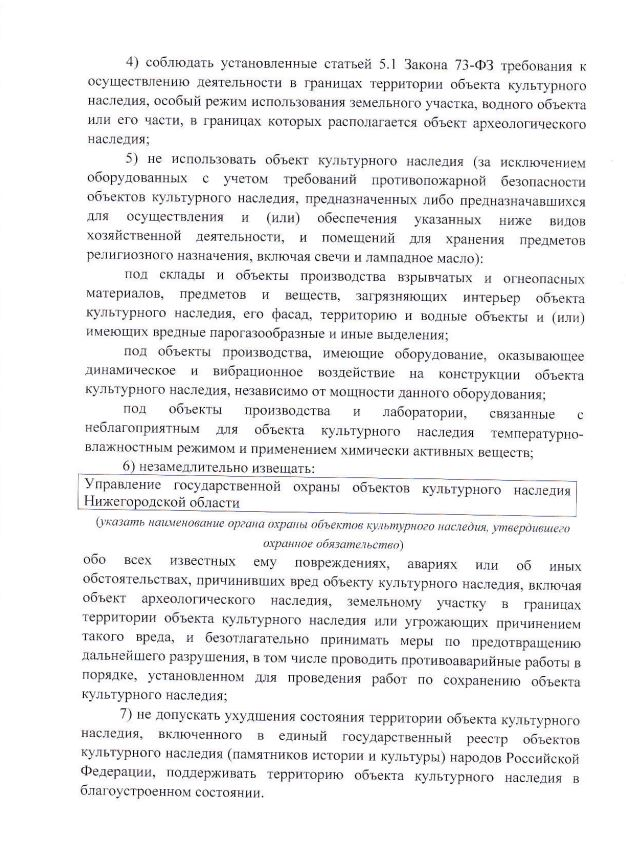 4) соблюдать установленные статьей 5.1 Закона 73-ФЗ требования к
осуществлению деятельности в границах территории объекта культурного
наследия, особый режим использования земельного участка, водного объекта
или его части, в границах которых располагается объект археологического
наследия;
5) не использовать объект культурного наследия (за исключением
оборудованных с учетом требований противопожарной безопасности
объектов культурного наследия, предназначенных либо предназначавшихся
для осуществления и (или) обеспечения указанных ниже видов
хозяйственной деятельности, и помещений для хранения предметов
религиозного назначения, включая свечи и лампадное масло):
под склады и объекты производства взрывчатых и огнеопасных
материалов, предметов и веществ, загрязняющих интерьер объекта
культурного наследия, его фасад, территорию и водные объекты и (или)
имеющих вредные парогазообразные и иные выделения;
под объекты производства, имеющие оборудование, оказывающее
динамическое и вибрационное воздействие на конструкции объекта
культурного наследия, независимо от мощности данного оборудования;
под объекты производства и лаборатории, связанные с
неблагоприятным для объекта культурного наследия температурно-
влажностным режимом и применением химически активных веществ;
6) незамедлительно извещать:
Управление государственной охраны объектов культурного наследия
Нижегородской области
(указать наименование органа охраны объектов культурного наследия, утвердившего
охранное обязательство)
обо всех известных ему повреждениях, авариях или об иных
обстоятельствах, причинивших вред объекту культурного наследия, включая
объект археологического наследия, земельному участку в границах
территории объекта культурного наследия или угрожающих причинением
такого вреда, и безотлагательно принимать меры по предотвращению
дальнейшего разрушения, в том числе проводить противоаварийные работы в
порядке, установленном для проведения работ по сохранению объекта
культурного наследия;
7) не допускать ухудшения состояния территории объекта культурного
наследия, включенного в единый государственный реестр объектов
культурного наследия (памятников истории и культуры) народов Российской
Федерации, поддерживать территорию объекта культурного наследия в
благоустроенном состоянии.